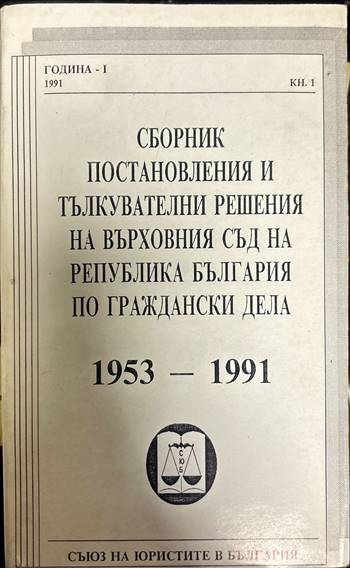 ГОДИНА - I
1991
КН. 1
СБОРНИК
ПОСТАНОВЛЕНИЯ И
ТЪЛКУВАТЕЛНИ РЕШЕНИЯ
НА ВЪРХОВНИЯ СЪД НА
РЕПУБЛИКА БЪЛГАРИЯ
ПО ГРАЖДАНСКИ ДЕЛА
1953 — 1991
С
Ю
Б
СЪЮЗ НА ЮРИСТИТЕ В БЪЛГАРИЯ